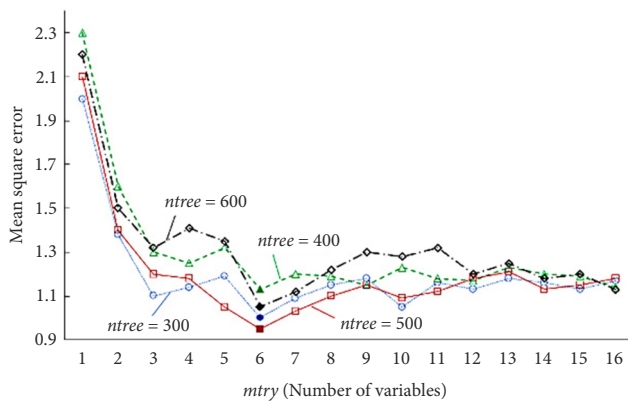 Mean square error
2.3
2.1
1.9
1.7
1.5
1.3
1.1
0.9
ntree = 600
ntree = 400
ntree = 300
ntree = 500
1 2 3 4 5 6 7 8 9 10 11 12 13 14 15 16
mtry (Number of variables)